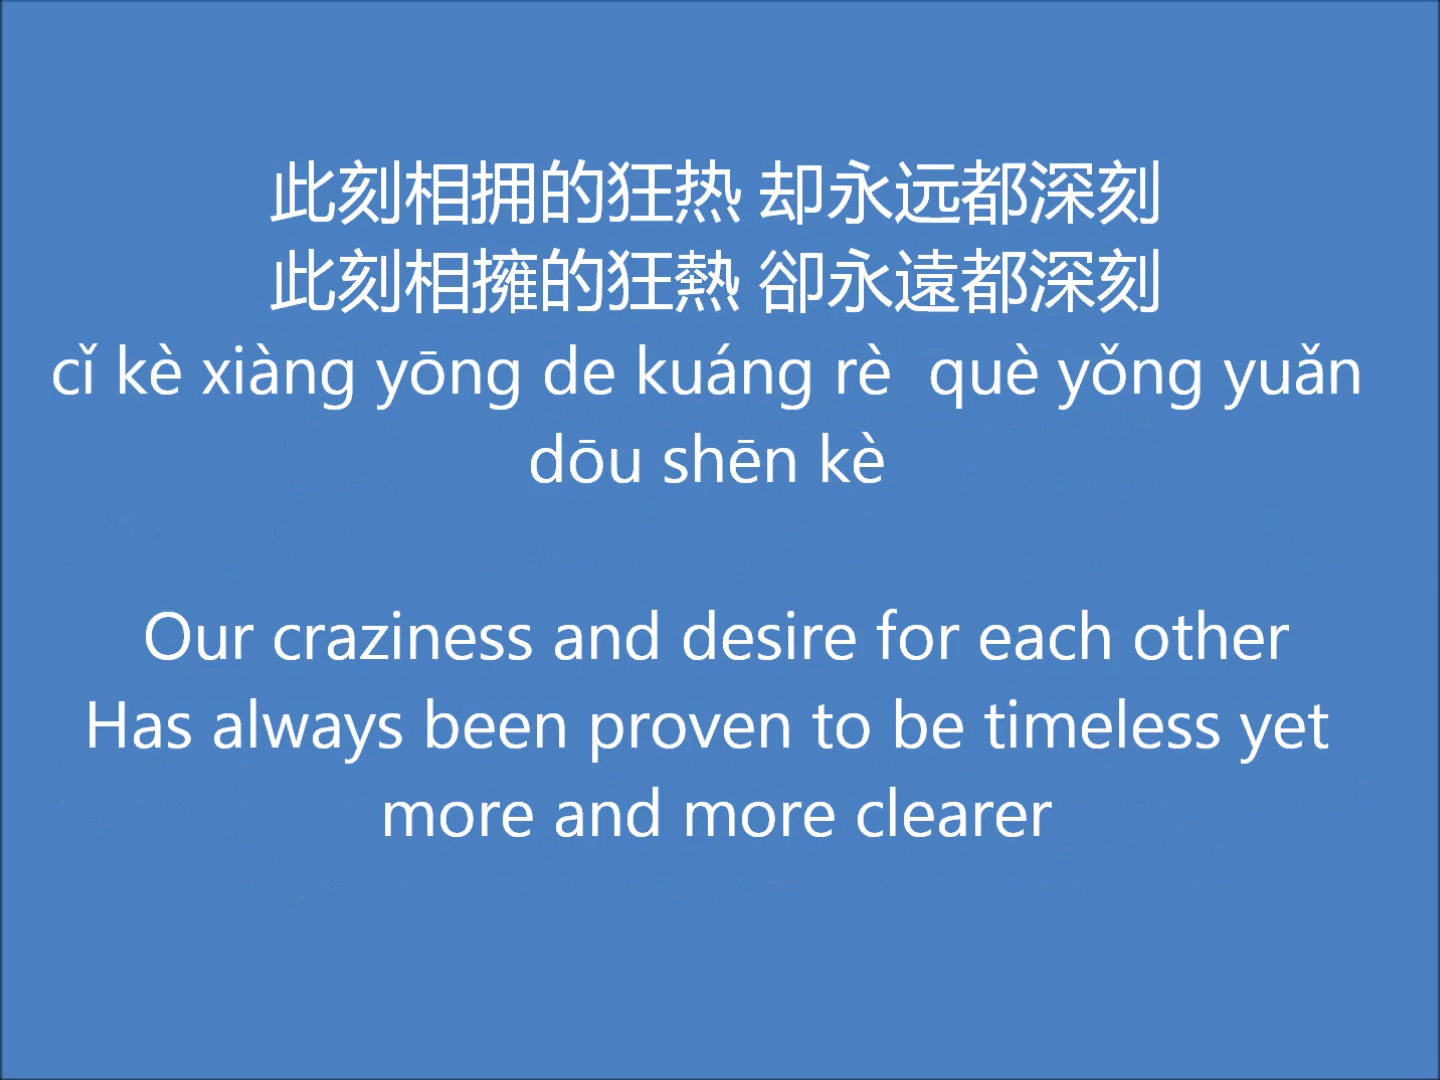 此刻相拥的狂热 却永远都深刻
此刻相擁的狂熱 卻永遠都深刻
cǐ kè xiàng yōng de kuáng rè  què yǒng yuǎn
dōu shēn kè
Our craziness and desire for each other
Has always been proven to be timeless yet
more and more clearer